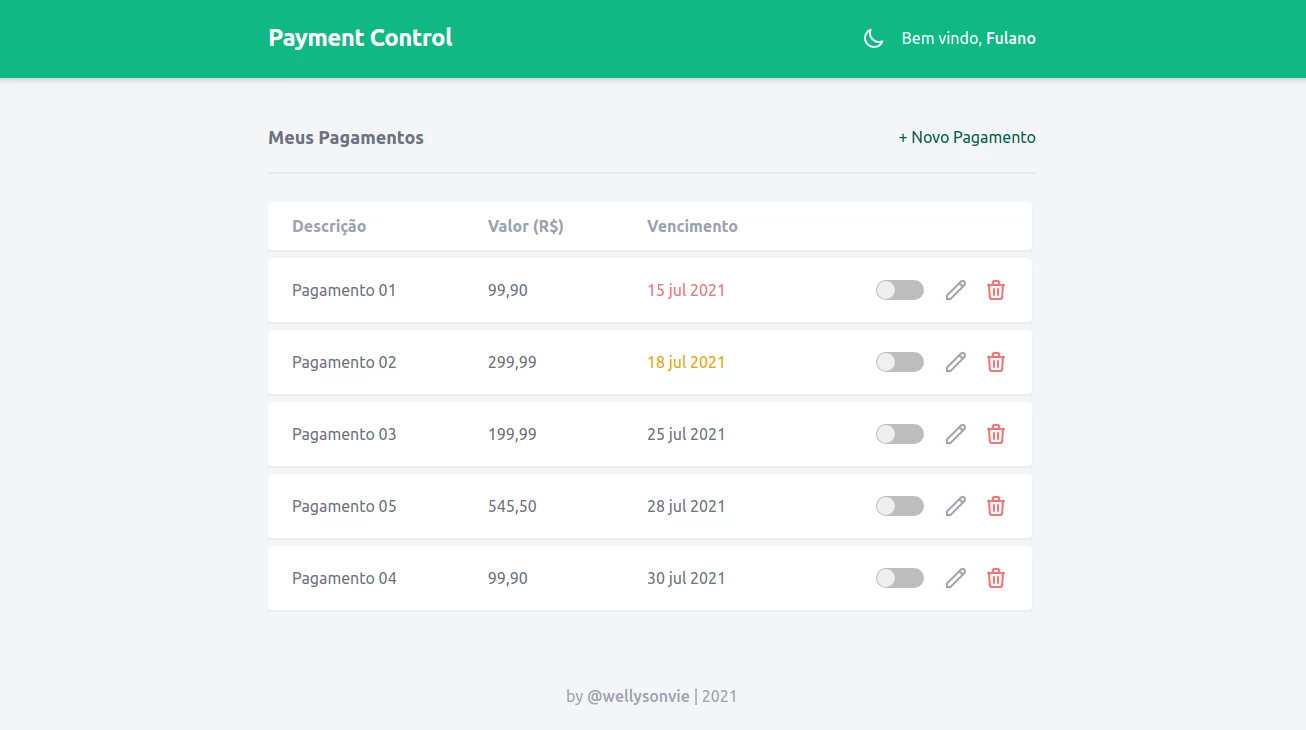 Payment Control
Bem vindo, Fulano
Meus Pagamentos
+ Novo Pagamento
Descrição Valor (R$) Vencimento
Pagamento 01 99,90 15 jul 2021
Pagamento 02 299,99 18 jul 2021
Pagamento 03 199,99 25 jul 2021
Pagamento 05 545,50 28 jul 2021
Pagamento 04 99,90 30 jul 2021
by @wellysonvie | 2021